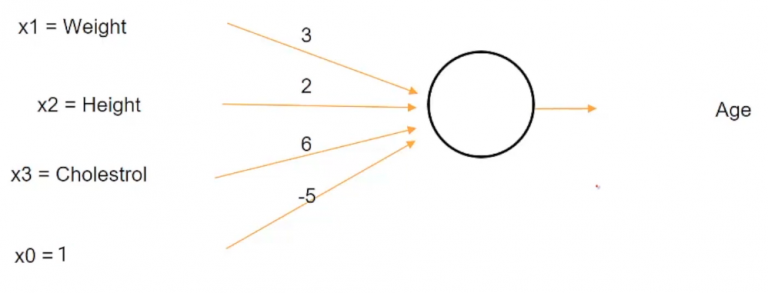 x1 = Weight
3
2
x2 = Height
Age
6
x3 = Cholestrol
-5
x0 = 1